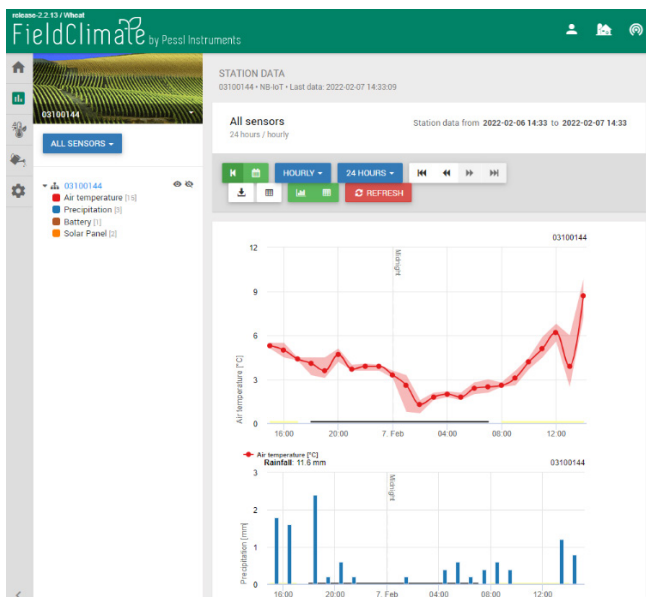 release-2.2.13 / Wheat
FieldClimate by Pessl Instruments
03100144
ALL SENSORS
03100144
Air temperature [15]
Precipitation [3]
Battery [1]
Solar Panel [2]
STATION DATA
03100144 • NB-IoT • Last data: 2022-02-07 14:33:09
All sensors
24 hours / hourly
Station data from 2022-02-06 14:33 to 2022-02-07 14:33
HOURLY
24 HOURS
REFRESH
03100144
12
9
6
3
0
Air temperature [°C]
Midnight
16:00 20:00 7. Feb 04:00 08:00 12:00
Air temperature [°C]
Rainfall: 11.6 mm
03100144
3
2
1
0
Precipitation [mm]
Midnight
16:00 20:00 7. Feb 04:00 08:00 12:00